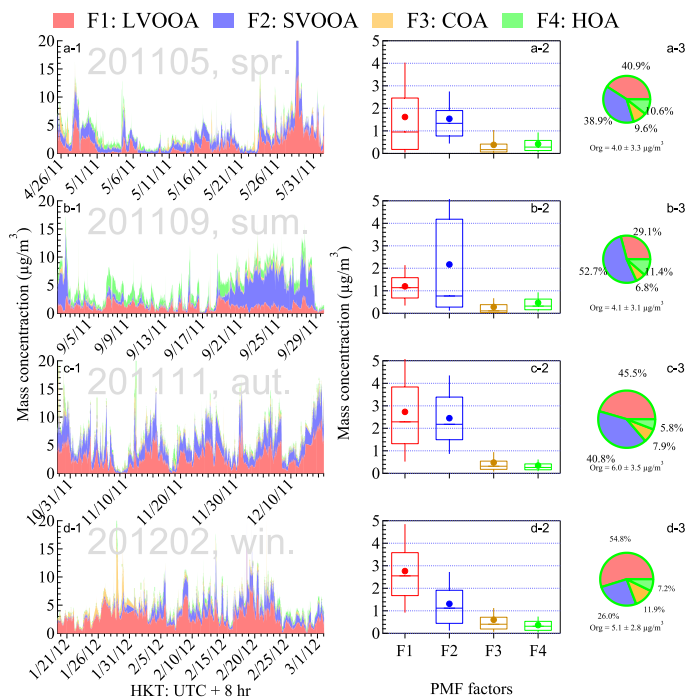 F1: LVOOA F2: SVOOA F3: COA F4: HOA
a-1
201105, spr.
20
15
10
5
0
4/26/11 5/1/11 5/6/11 5/11/11 5/16/11 5/21/11 5/26/11 5/31/11
a-2
5
4
3
2
1
0
a-3
40.9%
10.6%
9.6%
38.9%
Org = 4.0 ± 3.3 µg/m³
b-1
201109, sum.
20
15
10
5
0
9/5/11 9/9/11 9/13/11 9/17/11 9/21/11 9/25/11 9/29/11
b-2
5
4
3
2
1
0
b-3
29.1%
11.4%
6.8%
52.7%
Org = 4.1 ± 3.1 µg/m³
Mass concentraction (µg/m³)
Mass concentraction (µg/m³)
c-1
201111, aut.
20
15
10
5
0
10/31/11 11/10/11 11/20/11 11/30/11 12/10/11
c-2
5
4
3
2
1
0
c-3
45.5%
5.8%
7.9%
40.8%
Org = 6.0 ± 3.5 µg/m³
d-1
201202, win.
20
15
10
5
0
1/21/12 1/26/12 1/31/12 2/5/12 2/10/12 2/15/12 2/20/12 2/25/12 3/1/12
HKT: UTC + 8 hr
d-2
5
4
3
2
1
0
F1 F2 F3 F4
PMF factors
d-3
54.8%
7.2%
11.9%
26.0%
Org = 5.1 ± 2.8 µg/m³